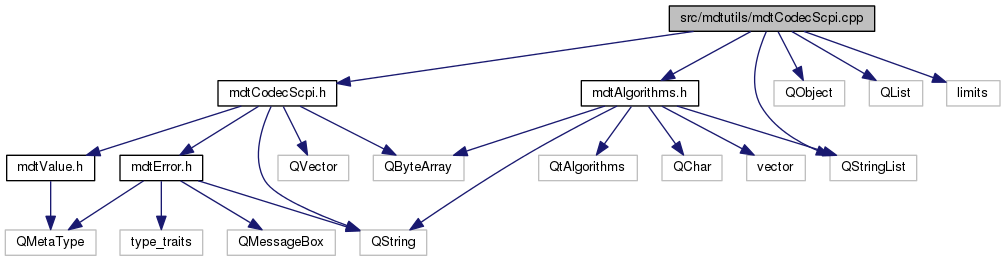 src/mdtutils/mdtCodecScpi.cpp
mdtCodecScpi.h
mdtAlgorithms.h
QObject
QList
limits
mdtValue.h
mdtError.h
QVector
QByteArray
QtAlgorithms
QChar
vector
QStringList
QMetaType
type_traits
QMessageBox
QString